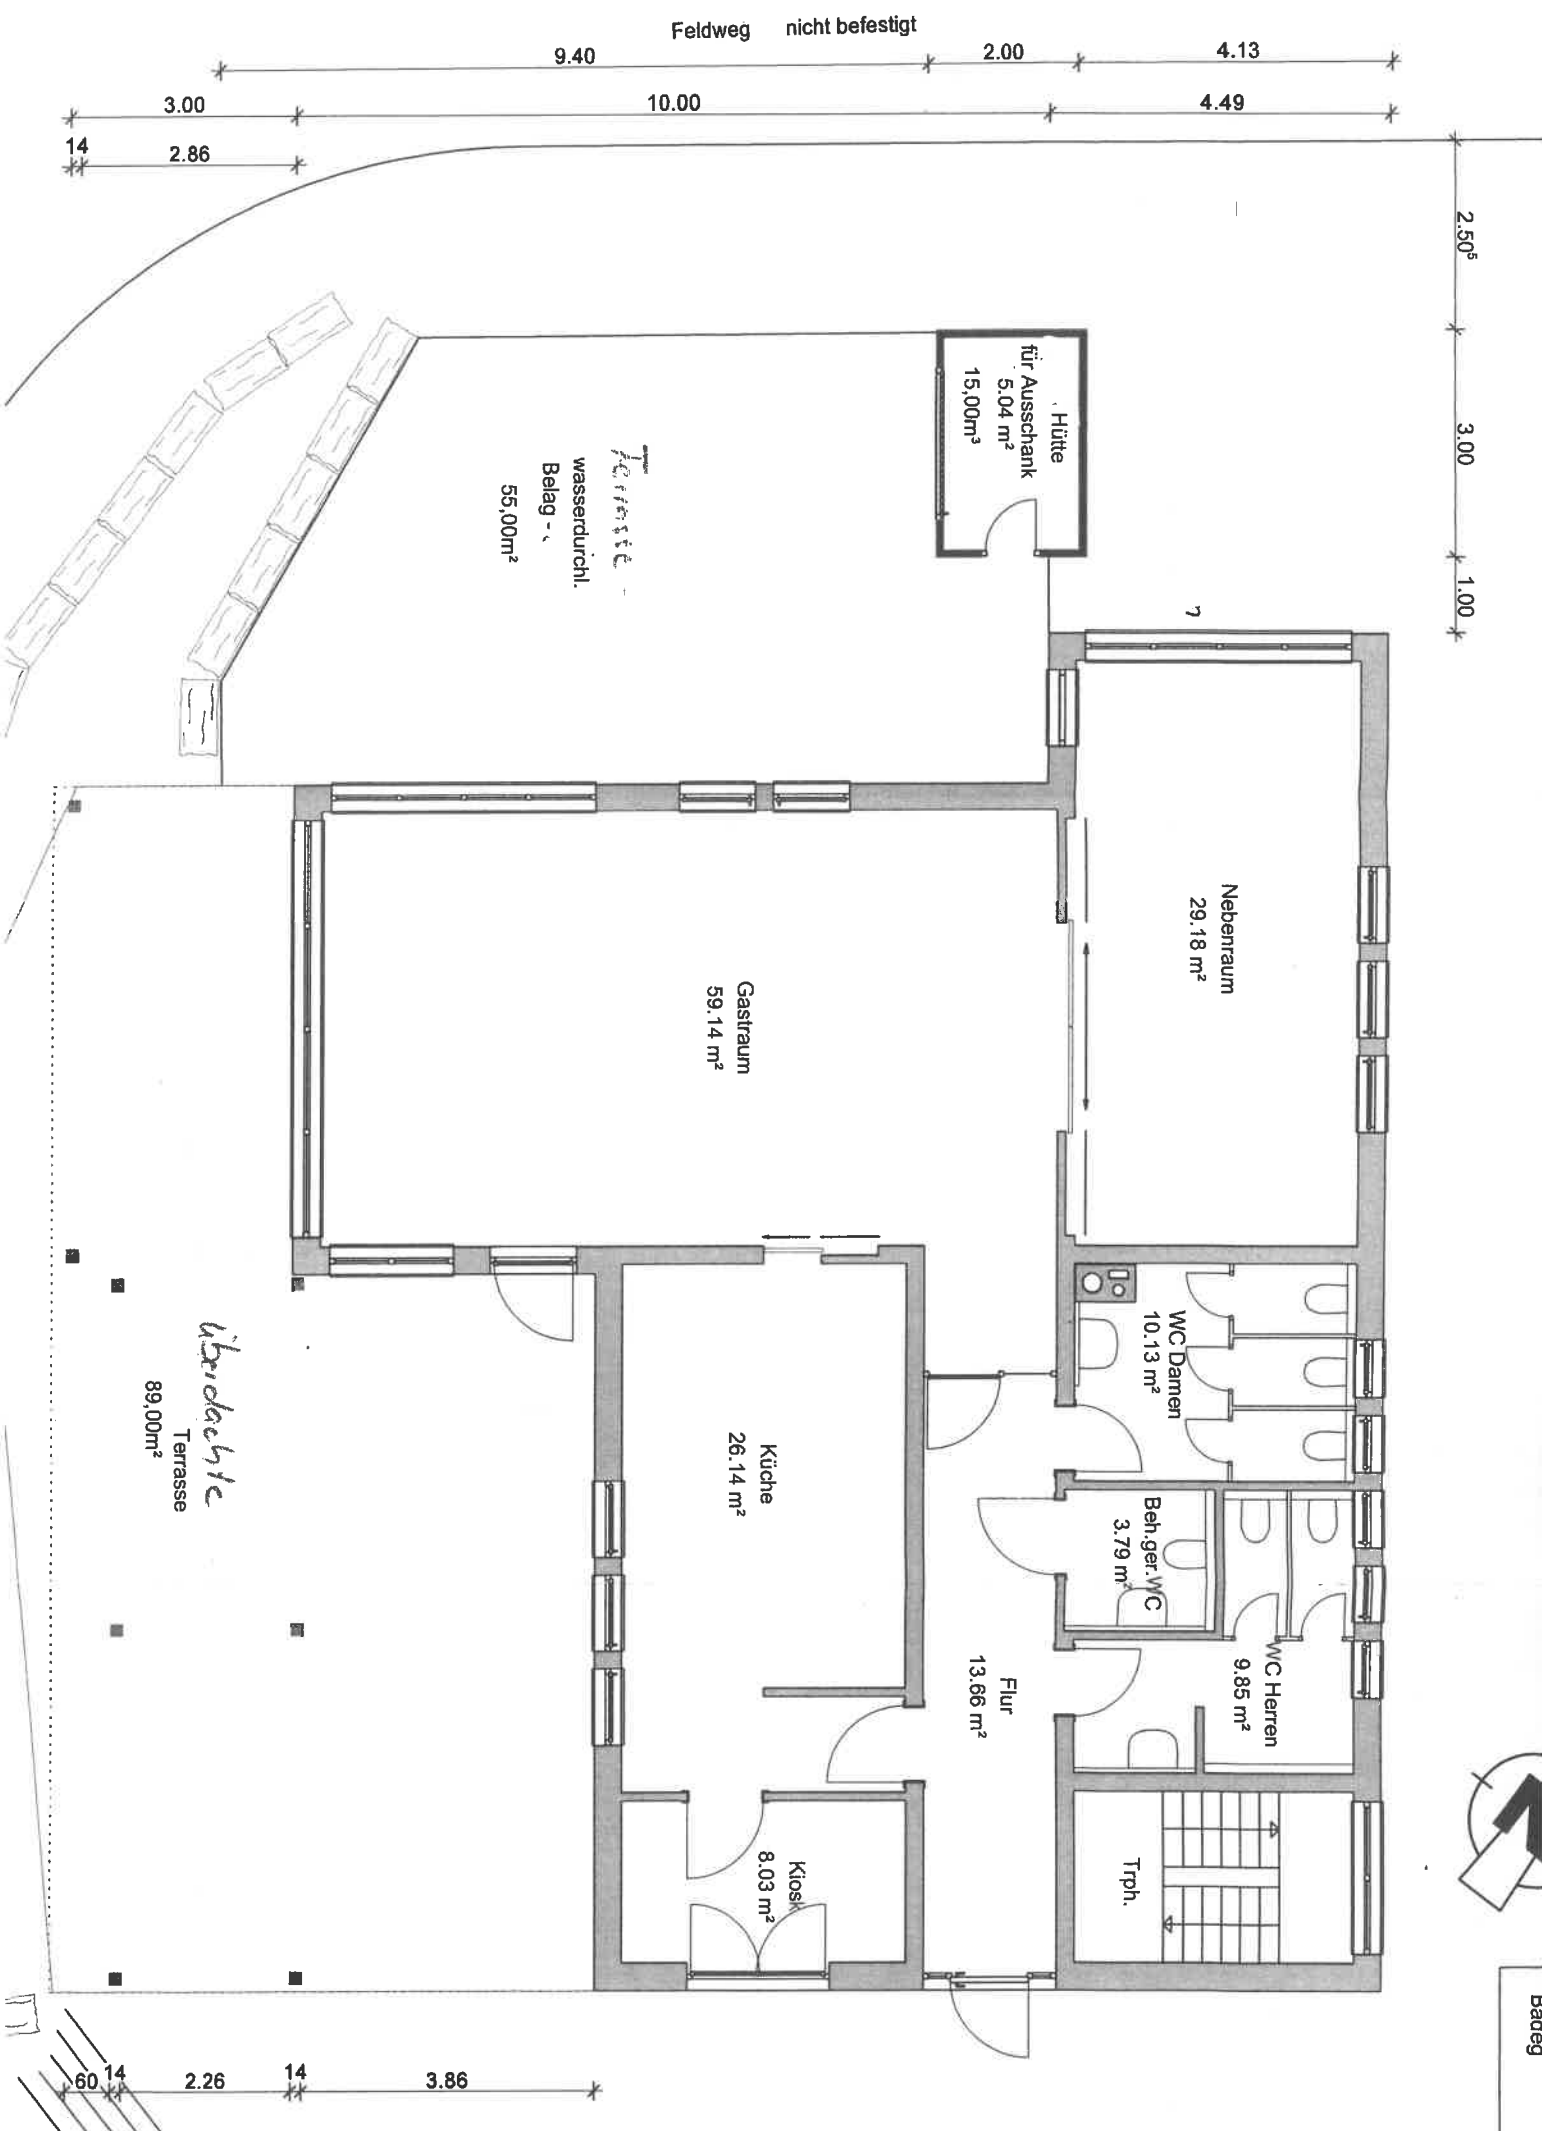 Feldweg nicht befestigt
9.40
2.00
4.13
3.00
10.00
4.49
14
2.86
2.50⁵
3.00
1.00
Hütte
für Ausschank
5.04 m²
15,00m³
Terrasse
wasserdurchl.
Belag -
55,00m²
Nebenraum
29.18 m²
Gastraum
59.14 m²
WC Damen
10.13 m²
Küche
26.14 m²
Beh.ger.WC
3.79 m²
WC Herren
9.85 m²
Flur
13.66 m²
Kiosk
8.03 m²
Trph.
überdachte
Terrasse
89,00m²
Badeg
60
14
2.26
14
3.86